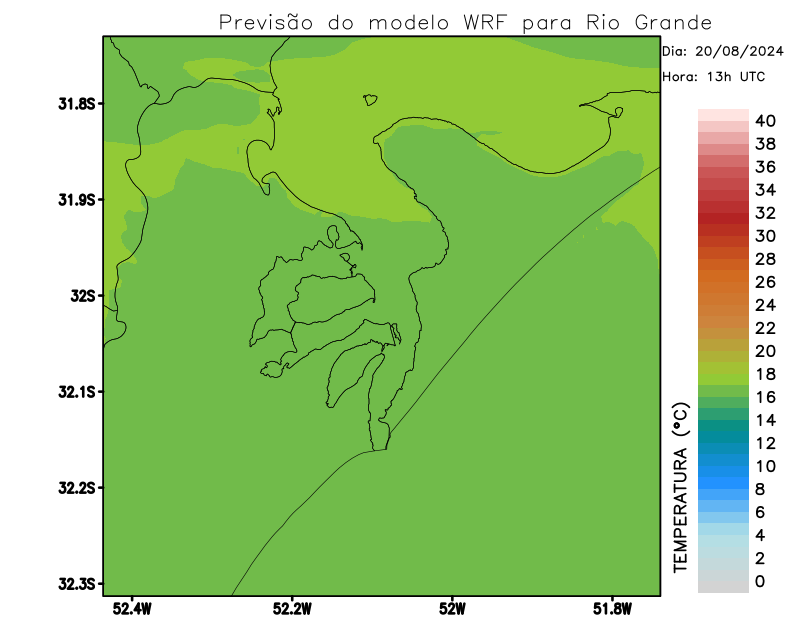 Previsão do modelo WRF para Rio Grande
Dia: 20/08/2024
Hora: 13h UTC
31.8S
31.9S
32S
32.1S
32.2S
32.3S
52.4W
52.2W
52W
51.8W
TEMPERATURA (°C)
40
38
36
34
32
30
28
26
24
22
20
18
16
14
12
10
8
6
4
2
0